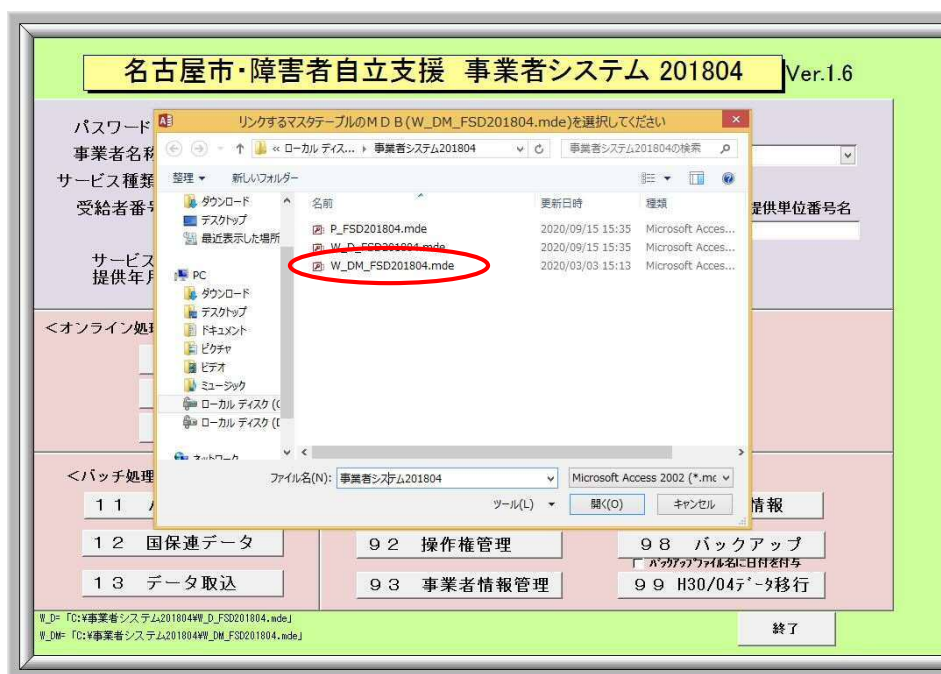 名古屋市・障害者自立支援 事業者システム 201804
Ver.1.6
パスワード
事業者名称
サービス種類
受給者番号
提供単位番号名
サービス
提供年月
リンクするマスタテーブルのMDB(W_DM_FSD201804.mde)を選択してください
« ローカル ディス... 事業者システム201804
事業者システム201804の検索
整理 新しいフォルダー
ダウンロード
デスクトップ
最近表示した場所
PC
ダウンロード
デスクトップ
ドキュメント
ピクチャ
ビデオ
ミュージック
ローカル ディスク (C
ローカル ディスク (D
ネットワーク
名前 更新日時 種類
P_FSD201804.mde 2020/09/15 15:35 Microsoft Acces...
W_D_FSD201804.mde 2020/09/15 15:35 Microsoft Acces...
W_DM_FSD201804.mde 2020/03/03 15:13 Microsoft Acces...
ファイル名(N): 事業者システム201804 Microsoft Access 2002 (*.mc
ツール(L) 開く(O) キャンセル
<オンライン処理
<バッチ処理
11
情報
12 国保連データ
92 操作権管理
98 バックアップ
バックアップファイル名に日付を付与
13 データ取込
93 事業者情報管理
99 H30/04データ移行
W_D=「C:¥事業者システム201804¥W_D_FSD201804.mde」
W_DM=「C:¥事業者システム201804¥W_DM_FSD201804.mde」
終了